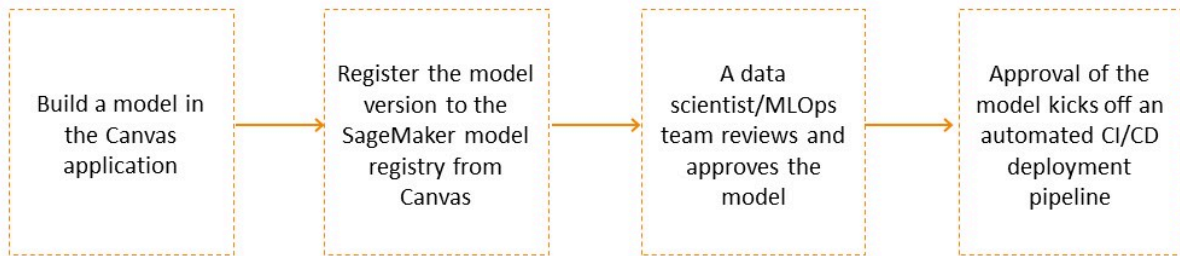 Build a model in
the Canvas
application
Register the model
version to the
SageMaker model
registry from
Canvas
A data
scientist/MLOps
team reviews and
approves the
model
Approval of the
model kicks off an
automated CI/CD
deployment
pipeline